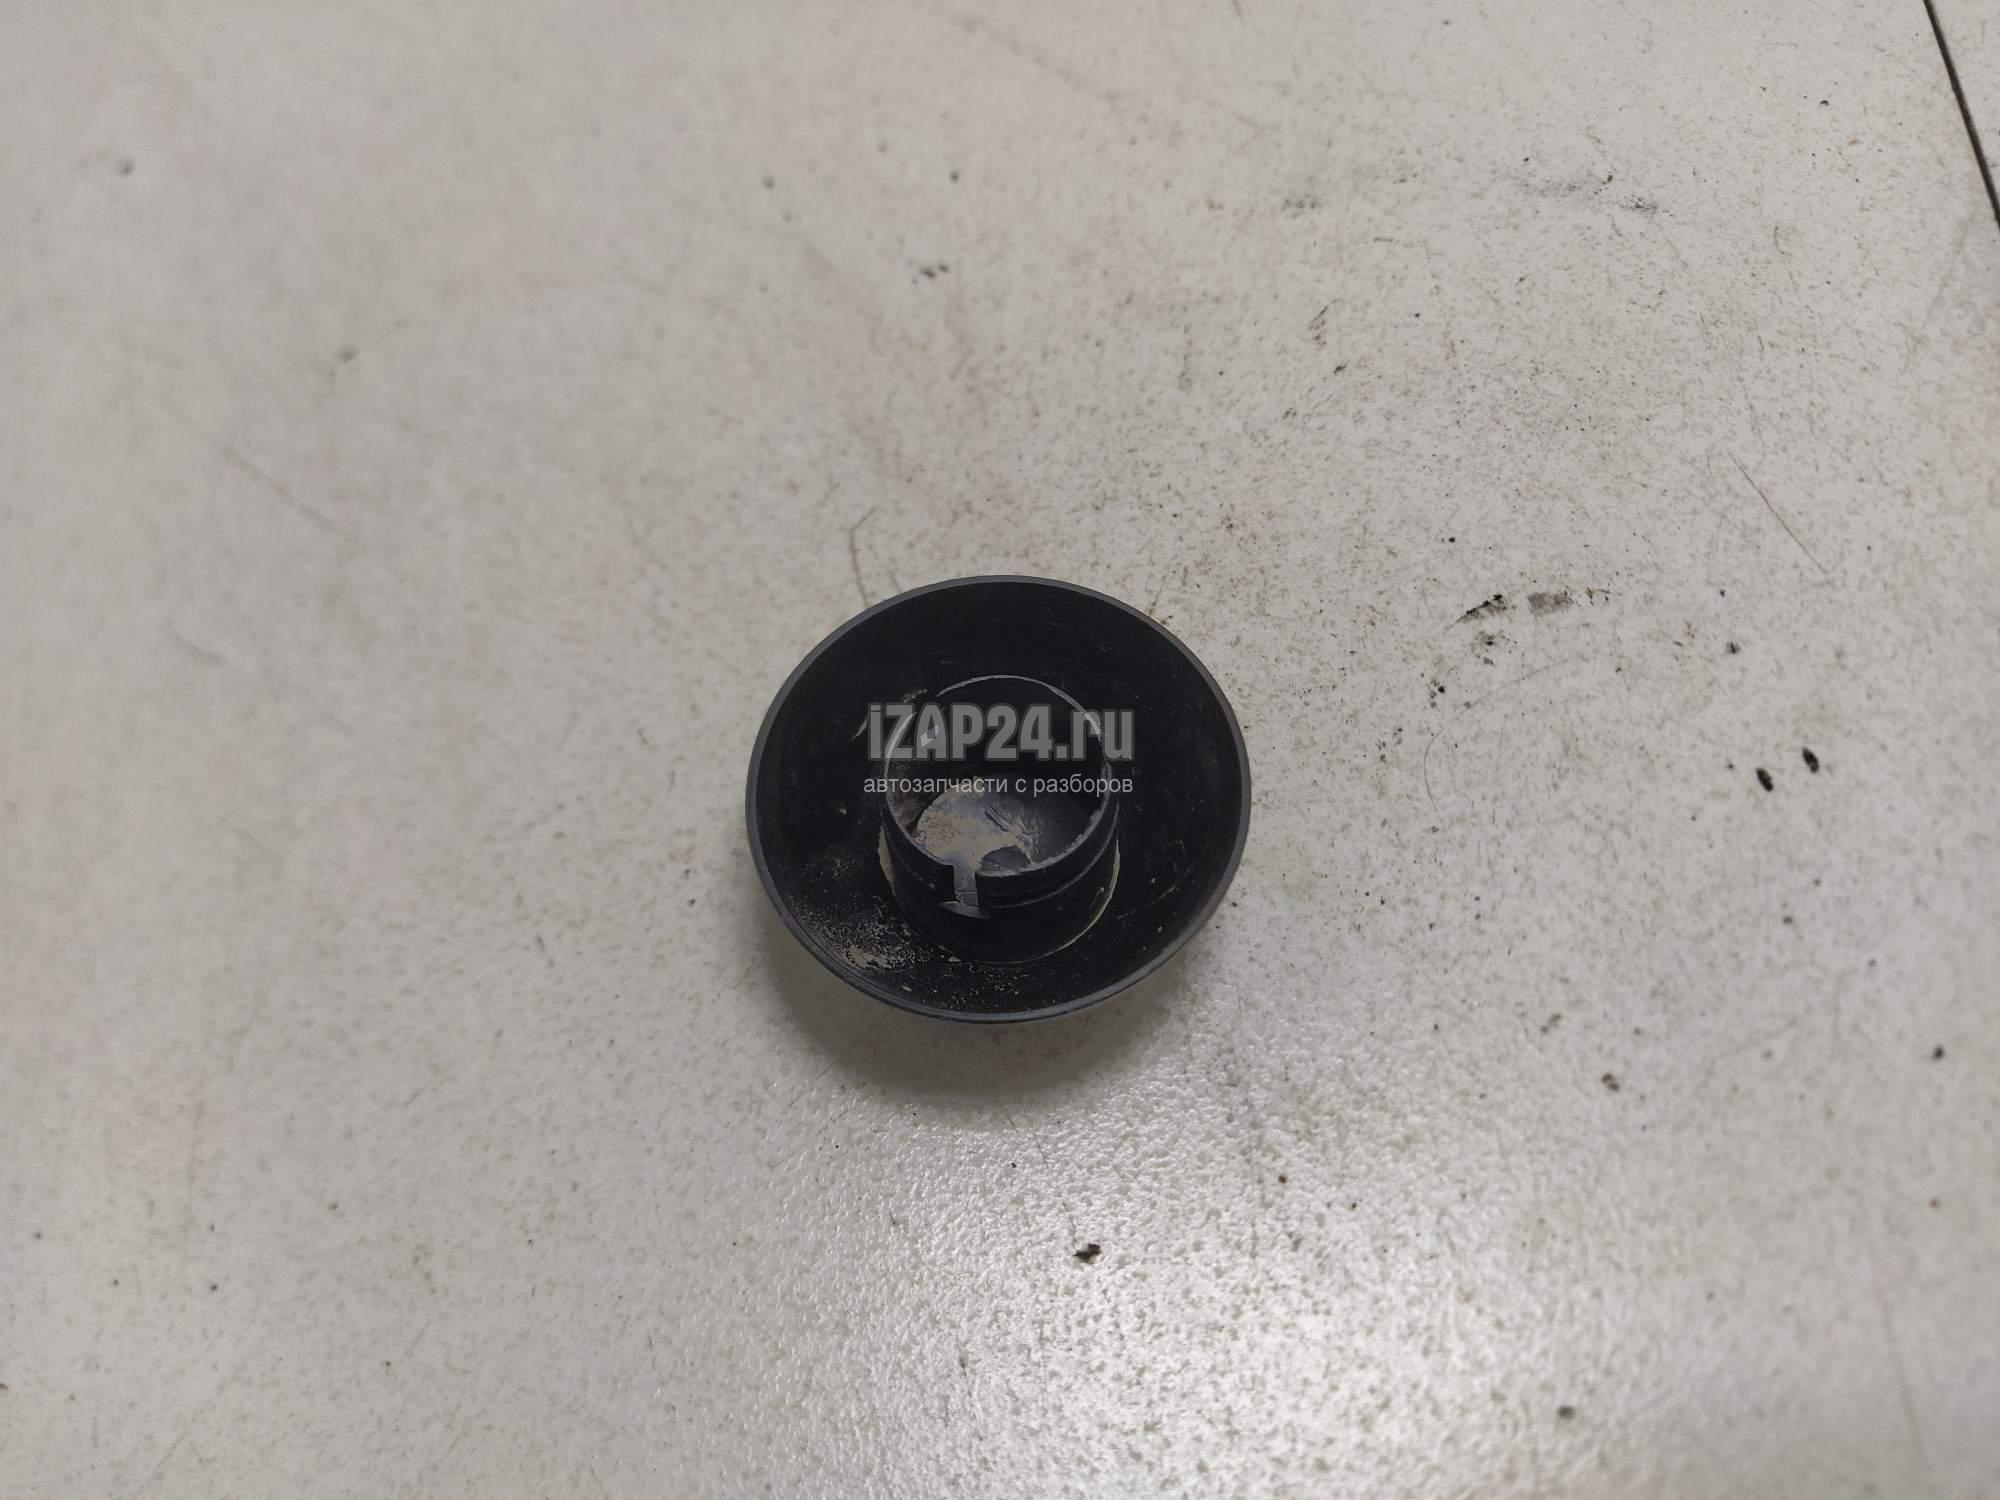 iZAP24.ru
автозапчасти с разборов